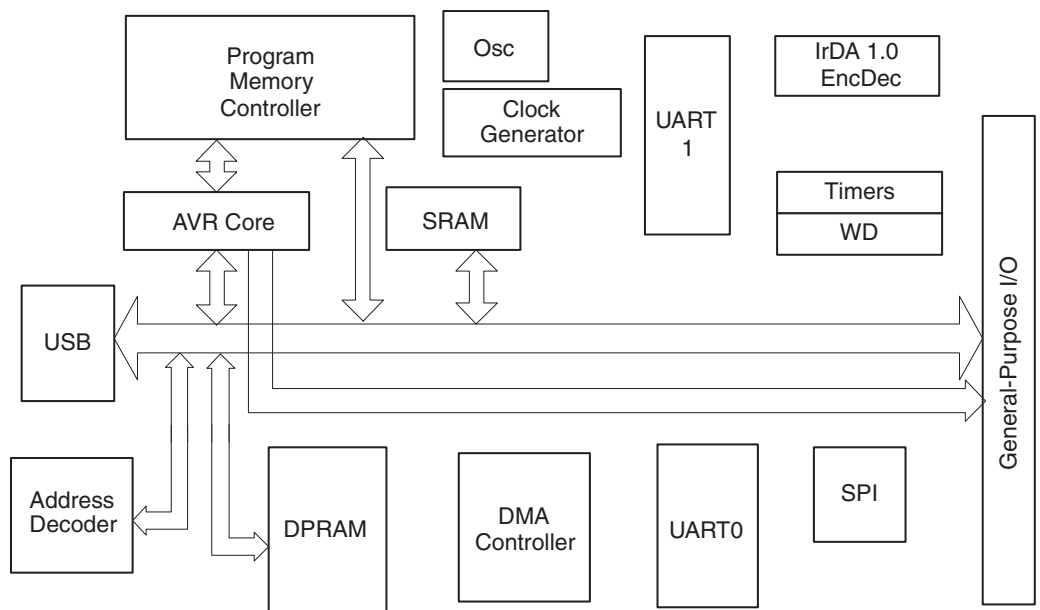 Program
Memory
Controller
Osc
Clock
Generator
UART
1
IrDA 1.0
EncDec
AVR Core
SRAM
Timers
WD
USB
General-Purpose I/O
Address
Decoder
DPRAM
DMA
Controller
UART0
SPI